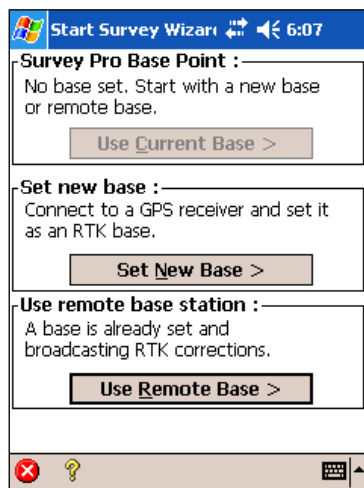 Start Survey Wizar 6:07
Survey Pro Base Point :
No base set. Start with a new base
or remote base.
Use Current Base >
Set new base :
Connect to a GPS receiver and set it
as an RTK base.
Set New Base >
Use remote base station :
A base is already set and
broadcasting RTK corrections.
Use Remote Base >